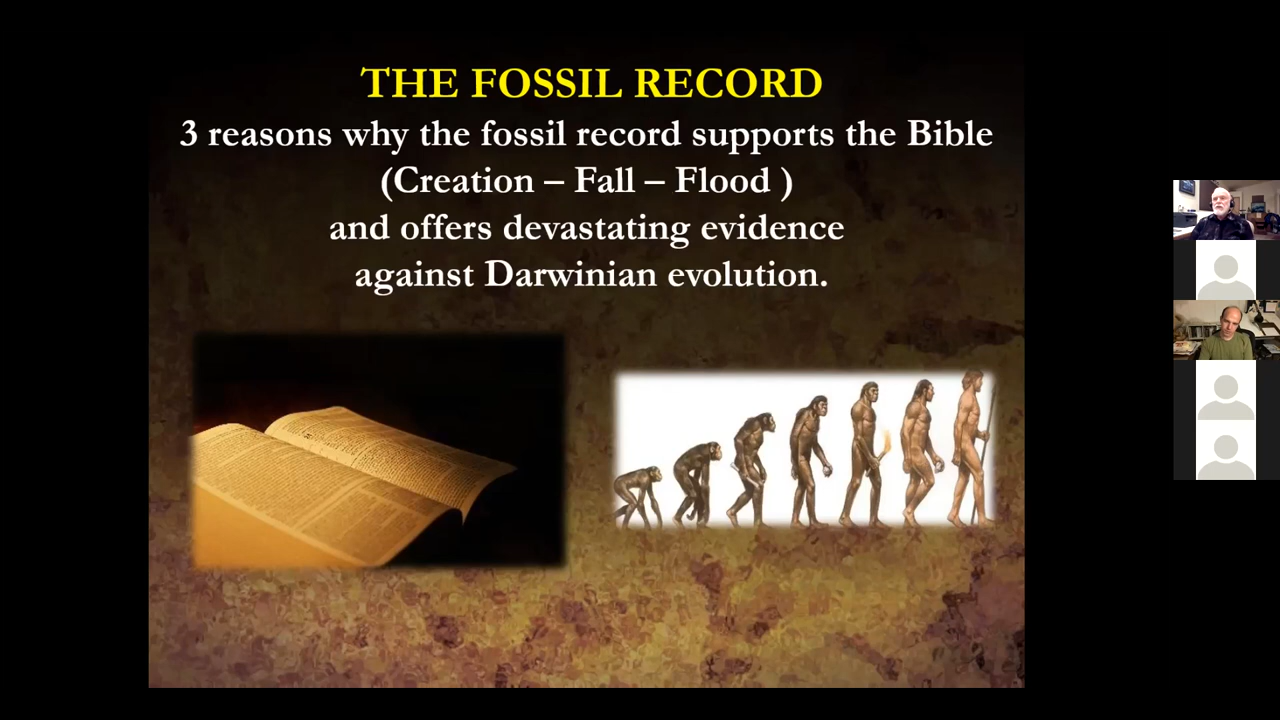 THE FOSSIL RECORD
3 reasons why the fossil record supports the Bible
(Creation – Fall – Flood )
and offers devastating evidence
against Darwinian evolution.